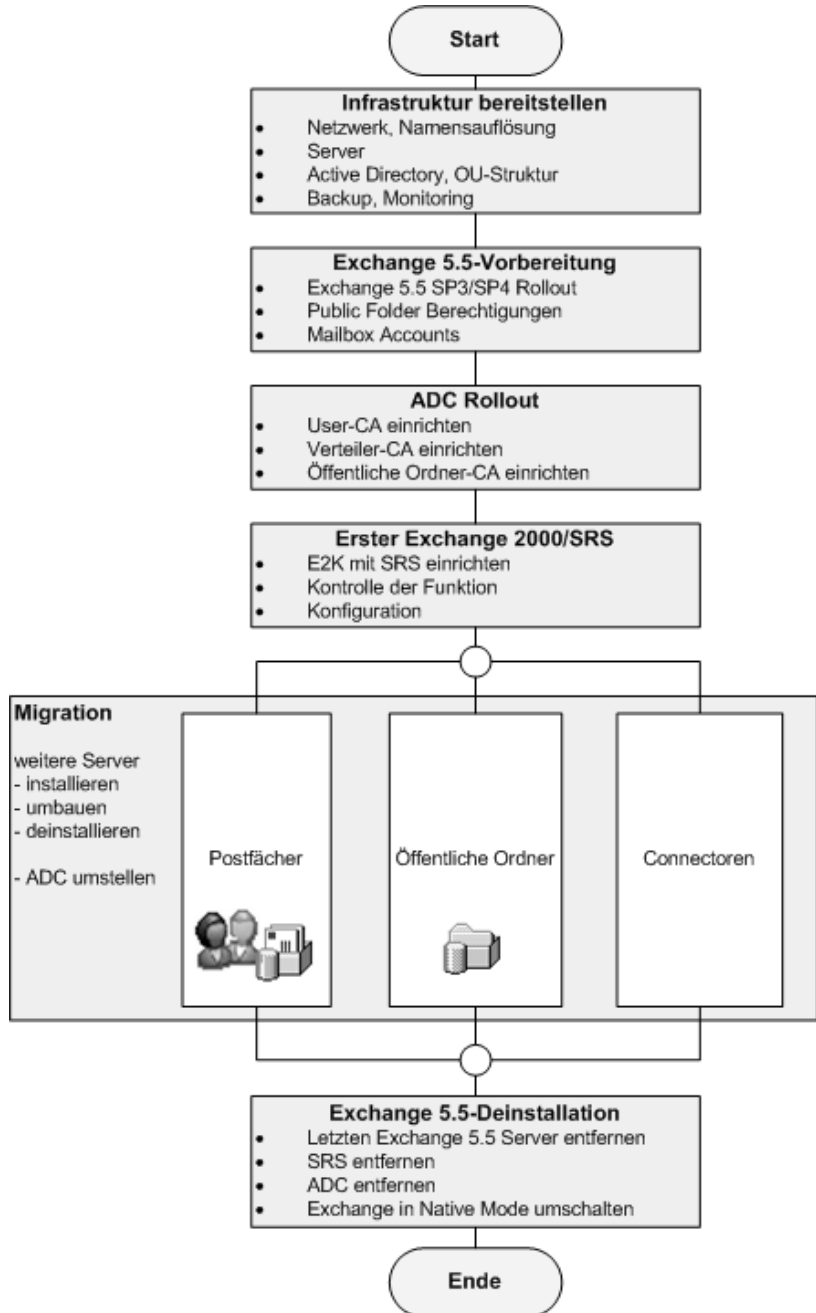 Start
Infrastruktur bereitstellen
• Netzwerk, Namensauflösung
• Server
• Active Directory, OU-Struktur
• Backup, Monitoring
Exchange 5.5-Vorbereitung
• Exchange 5.5 SP3/SP4 Rollout
• Public Folder Berechtigungen
• Mailbox Accounts
ADC Rollout
• User-CA einrichten
• Verteiler-CA einrichten
• Öffentliche Ordner-CA einrichten
Erster Exchange 2000/SRS
• E2K mit SRS einrichten
• Kontrolle der Funktion
• Konfiguration
Migration
weitere Server
- installieren
- umbauen
- deinstallieren
- ADC umstellen
Postfächer
Öffentliche Ordner
Connectoren
Exchange 5.5-Deinstallation
• Letzten Exchange 5.5 Server entfernen
• SRS entfernen
• ADC entfernen
• Exchange in Native Mode umschalten
Ende